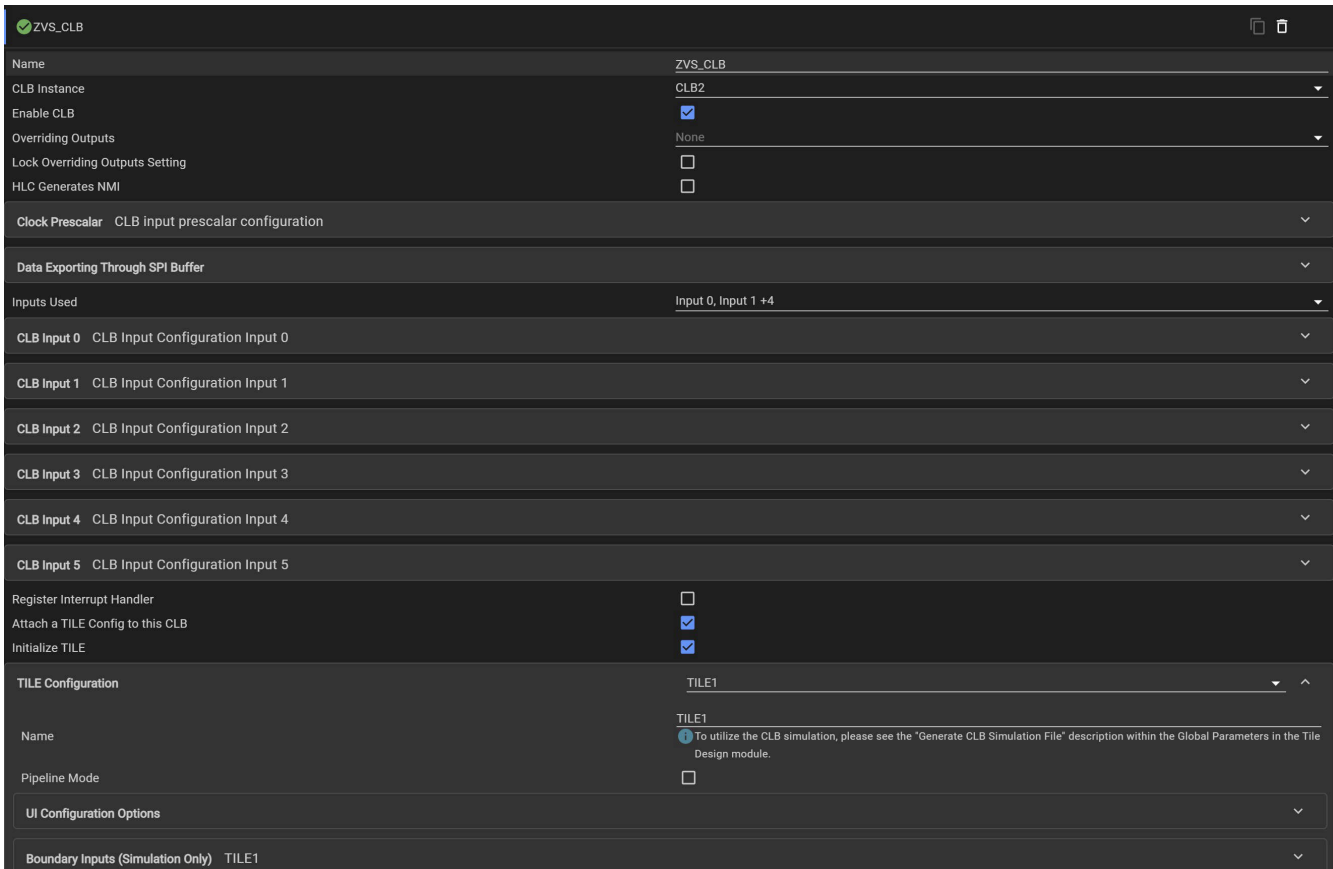 ZVS_CLB
Name ZVS_CLB
CLB Instance CLB2
Enable CLB
Overriding Outputs None
Lock Overriding Outputs Setting
HLC Generates NMI
Clock Prescalar CLB input prescalar configuration
Data Exporting Through SPI Buffer
Inputs Used Input 0, Input 1 +4
CLB Input 0 CLB Input Configuration Input 0
CLB Input 1 CLB Input Configuration Input 1
CLB Input 2 CLB Input Configuration Input 2
CLB Input 3 CLB Input Configuration Input 3
CLB Input 4 CLB Input Configuration Input 4
CLB Input 5 CLB Input Configuration Input 5
Register Interrupt Handler
Attach a TILE Config to this CLB
Initialize TILE
TILE Configuration TILE1
Name TILE1
To utilize the CLB simulation, please see the "Generate CLB Simulation File" description within the Global Parameters in the Tile
Design module.
Pipeline Mode
UI Configuration Options
Boundary Inputs (Simulation Only) TILE1